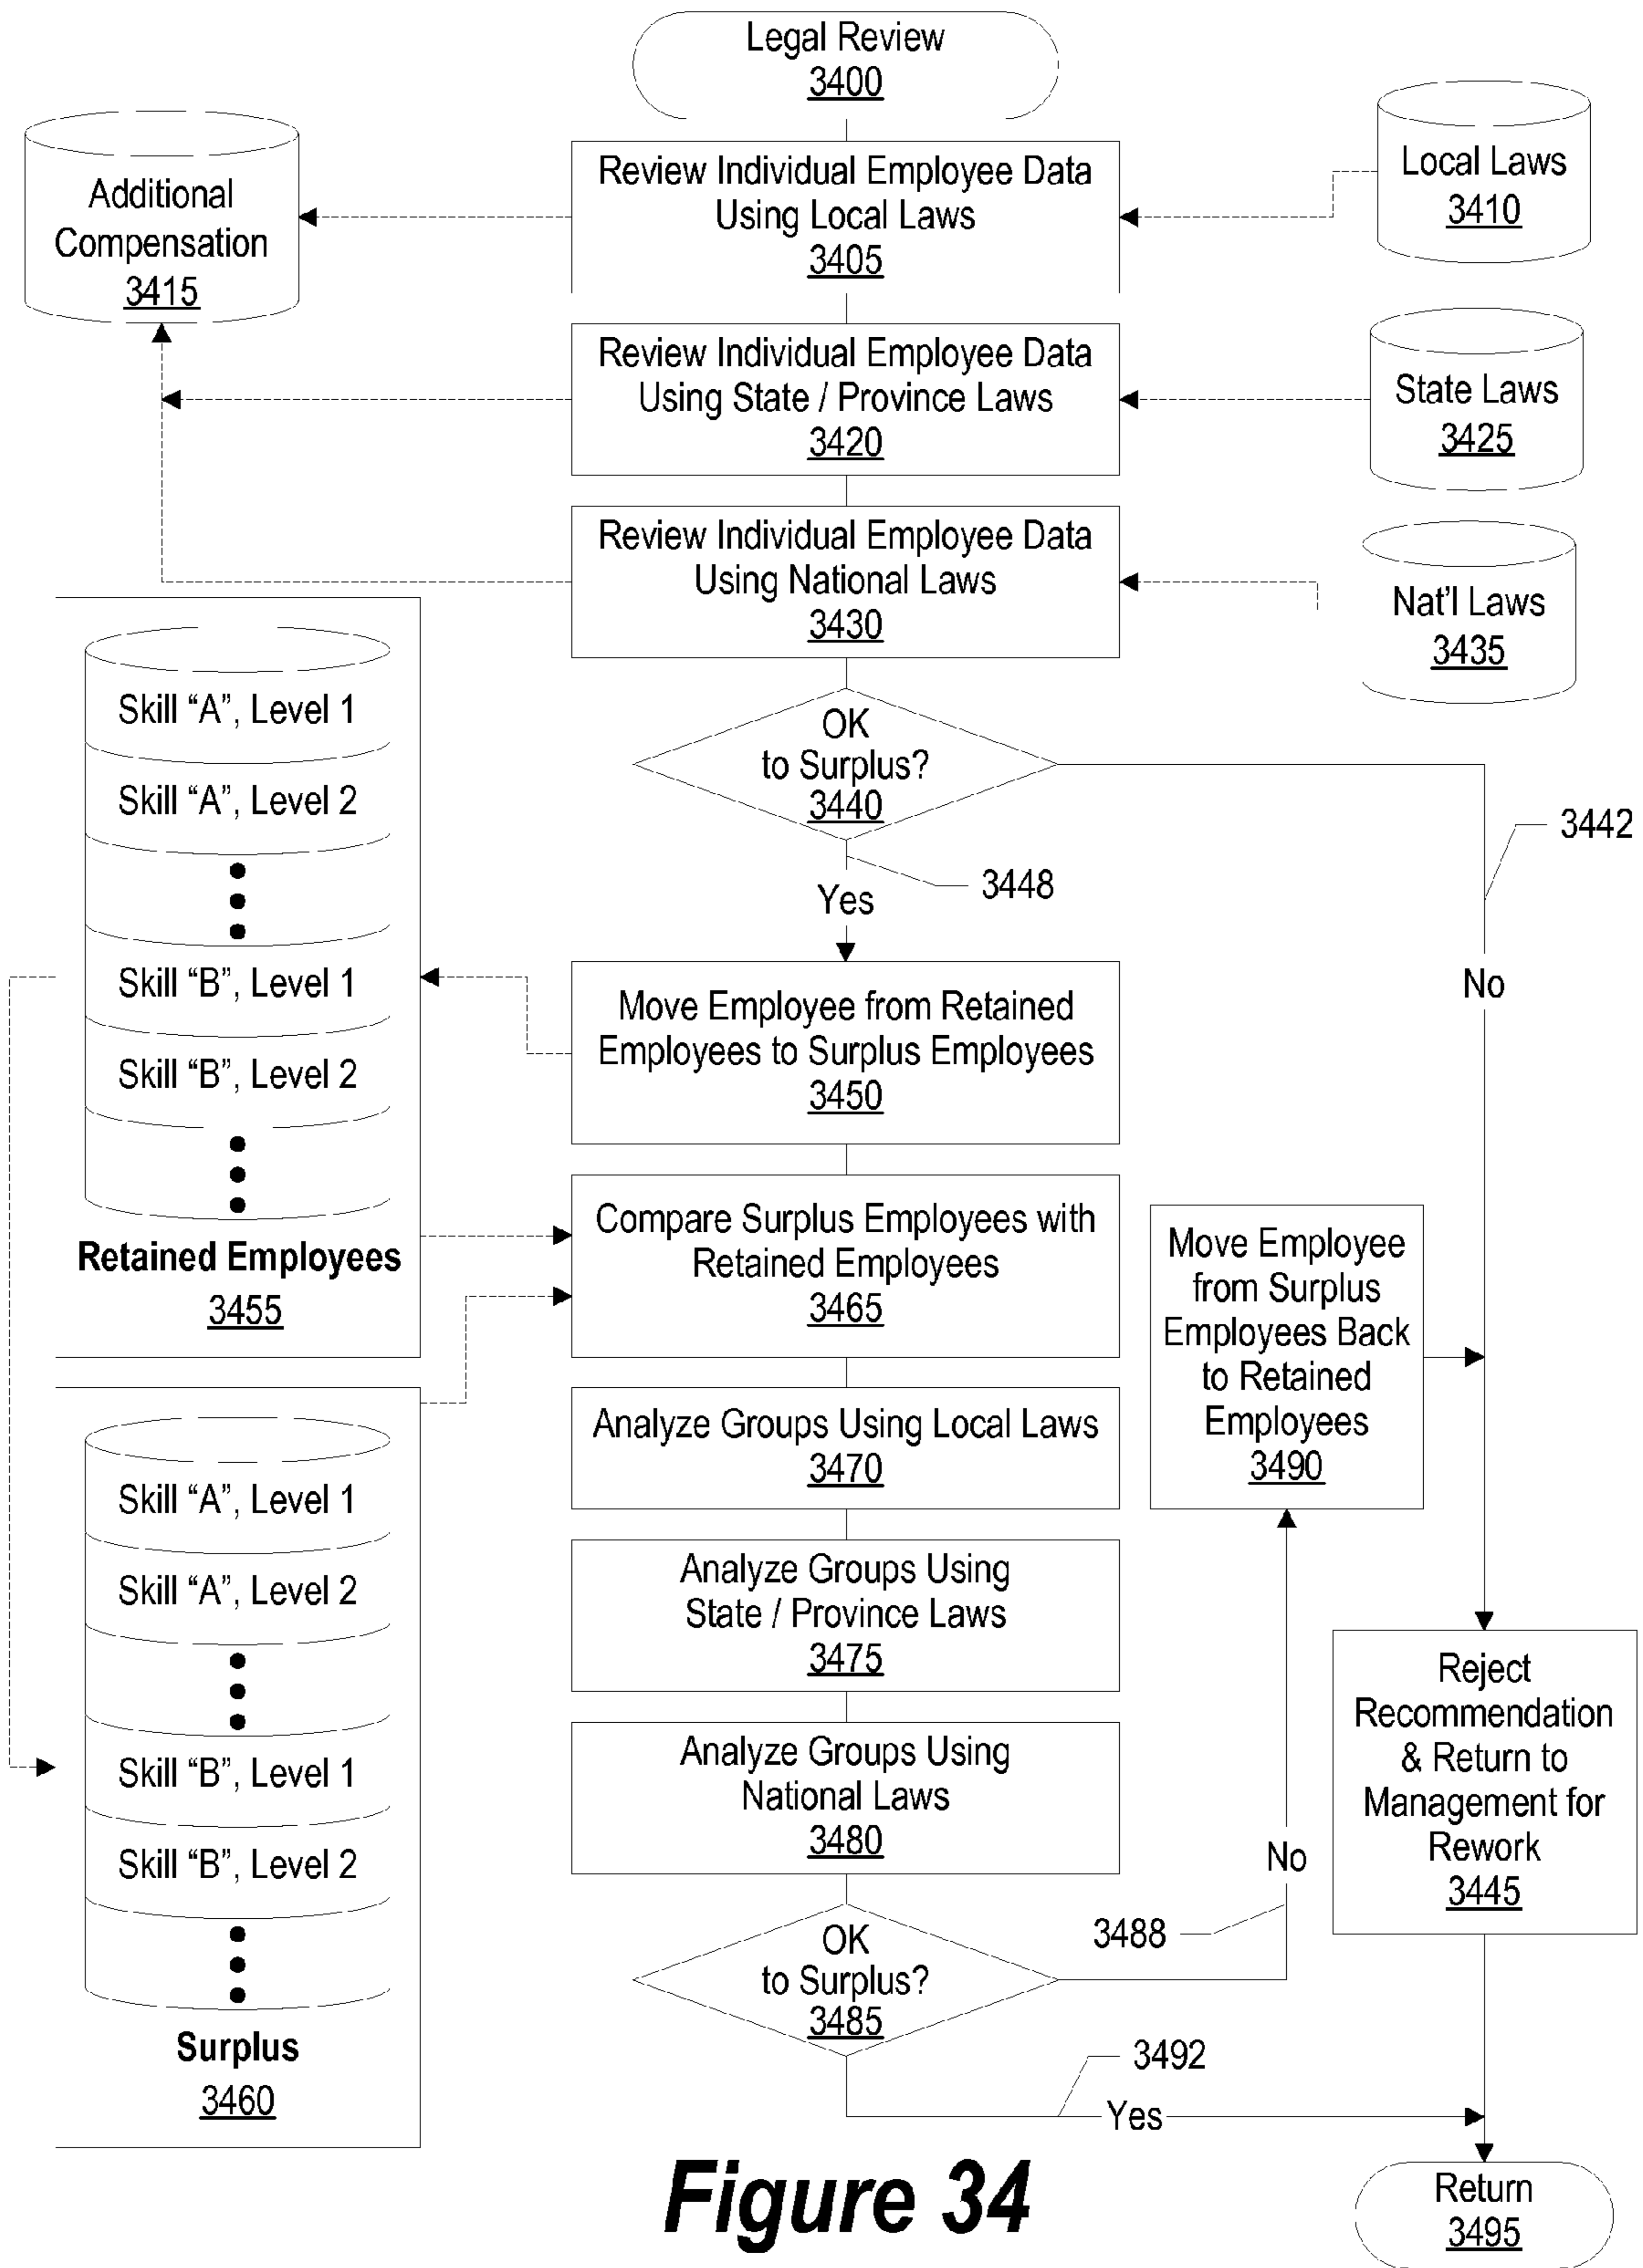 Legal Review
3400
Additional
Compensation
3415
Review Individual Employee Data
Using Local Laws
3405
Local Laws
3410
Review Individual Employee Data
Using State / Province Laws
3420
State Laws
3425
Review Individual Employee Data
Using National Laws
3430
Nat'l Laws
3435
OK
to Surplus?
3440
3442
3448
Yes
No
Skill “A”, Level 1
Skill “A”, Level 2
Skill “B”, Level 1
Skill “B”, Level 2
Retained Employees
3455
Move Employee from Retained
Employees to Surplus Employees
3450
Compare Surplus Employees with
Retained Employees
3465
Move Employee
from Surplus
Employees Back
to Retained
Employees
3490
Analyze Groups Using Local Laws
3470
Skill “A”, Level 1
Skill “A”, Level 2
Skill “B”, Level 1
Skill “B”, Level 2
Surplus
3460
Analyze Groups Using
State / Province Laws
3475
Analyze Groups Using
National Laws
3480
Reject
Recommendation
& Return to
Management for
Rework
3445
No
3488
OK
to Surplus?
3485
3492
Yes
Return
3495
Figure 34